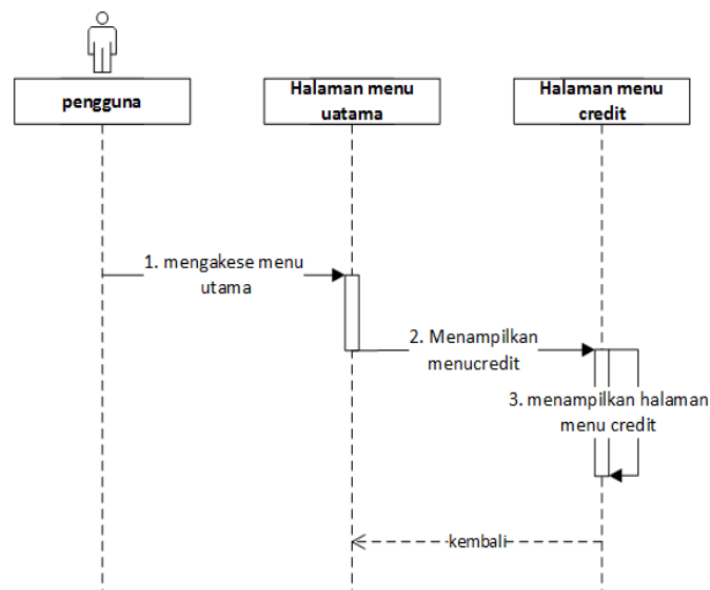 pengguna
Halaman menu
uatama
Halaman menu
credit
1. mengakese menu
utama
2. Menampilkan
menucredit
3. menampilkan halaman
menu credit
kembali